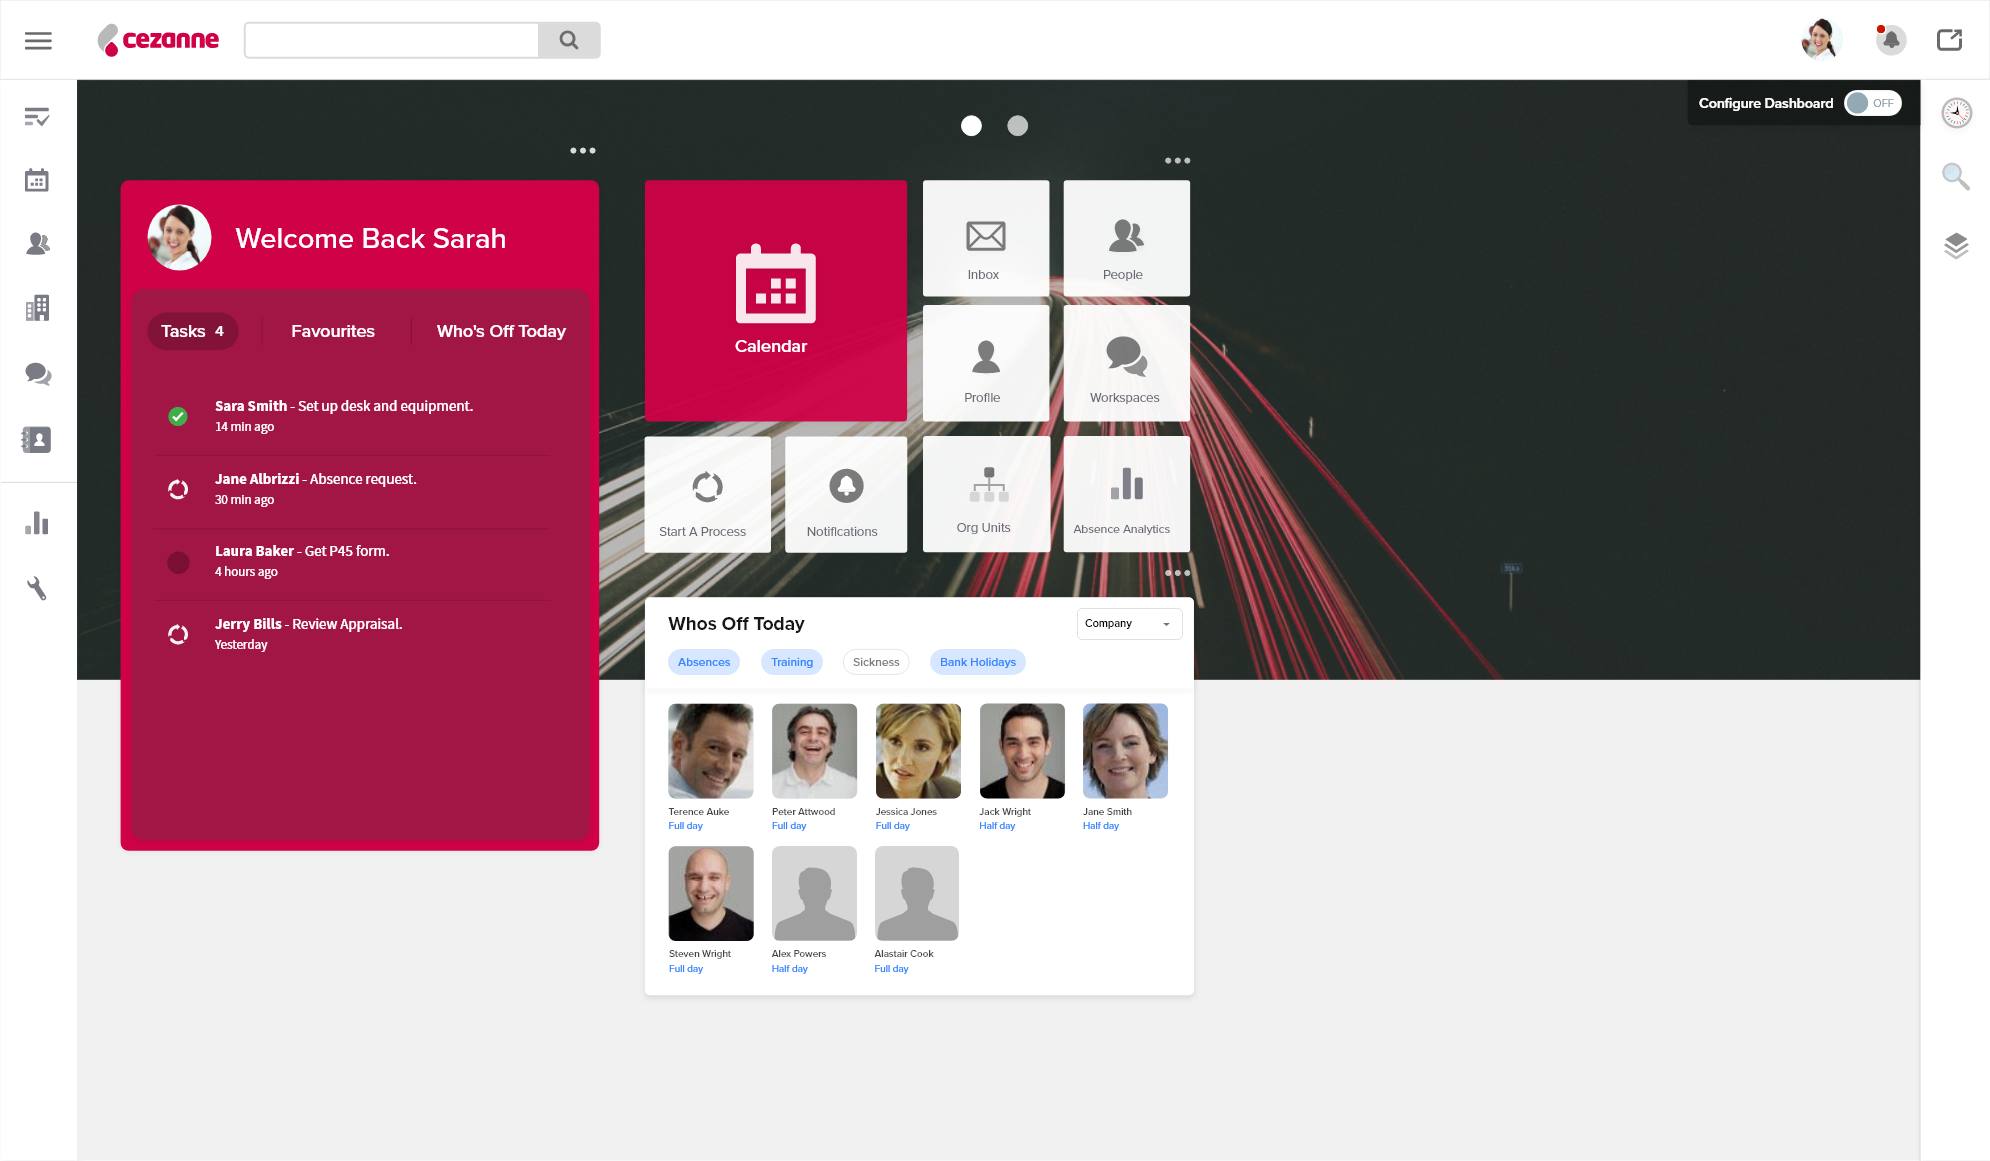 cezanne
Configure Dashboard OFF
Welcome Back Sarah
Tasks 4 Favourites Who's Off Today
Sara Smith - Set up desk and equipment.
14 min ago
Jane Albrizzi - Absence request.
30 min ago
Laura Baker - Get P45 form.
4 hours ago
Jerry Bills - Review Appraisal.
Yesterday
Calendar
Inbox
People
Profile
Workspaces
Start A Process
Notifications
Org Units
Absence Analytics
Whos Off Today
Company
Absences Training Sickness Bank Holidays
Terence Auke
Full day
Peter Attwood
Full day
Jessica Jones
Full day
Jack Wright
Half day
Jane Smith
Half day
Steven Wright
Full day
Alex Powers
Half day
Alastair Cook
Full day